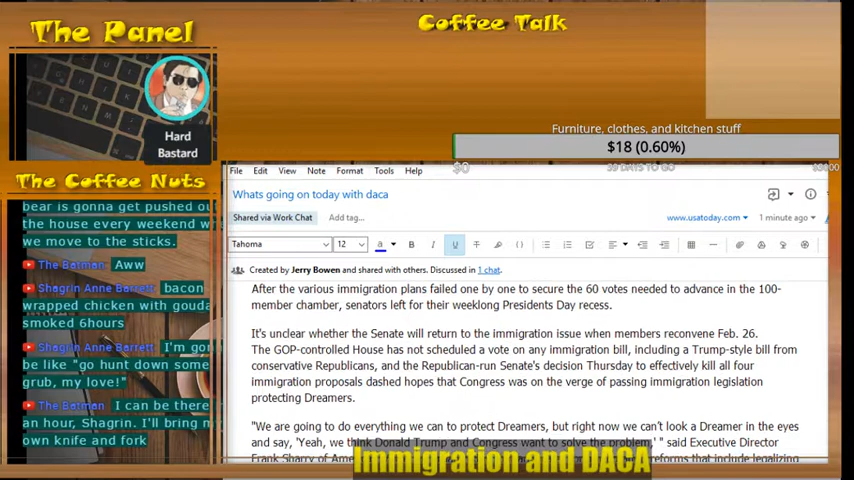 The Panel
Coffee Talk
Hard
Bastard
Furniture, clothes, and kitchen stuff
$18 (0.60%)
$0
The Coffee Nuts
bear is gonna get pushed
the house every weekend
we move to the sticks.
The Batman Aww
Shagrin Anne Barrett bacon
wrapped chicken with gouda
smoked 6hours
Shagrin Anne Barrett I'm
be like "go hunt down some
grub, my love!"
The Batman I can be there
an hour, Shagrin. I'll bring my
own knife and fork
File Edit View Note Format Tools Help
Whats going on today with daca
Shared via Work Chat Add tag...
www.usatoday.com 1 minute ago
Tahoma 12 a B I U
Created by Jerry Bowen and shared with others. Discussed in 1 chat.
After the various immigration plans failed one by one to secure the 60 votes needed to advance in the 100-
member chamber, senators left for their weeklong Presidents Day recess.
It's unclear whether the Senate will return to the immigration issue when members reconvene Feb. 26.
The GOP-controlled House has not scheduled a vote on any immigration bill, including a Trump-style bill from
conservative Republicans, and the Republican-run Senate's decision Thursday to effectively kill all four
immigration proposals dashed hopes that Congress was on the verge of passing immigration legislation
protecting Dreamers.
"We are going to do everything we can to protect Dreamers, but right now we can't look a Dreamer in the eyes
and say, 'Yeah, we think Donald Trump and Congress want to solve the problem,' " said Executive Director
Frank Sharry of reforms that include legalizing
Immigration and DACA